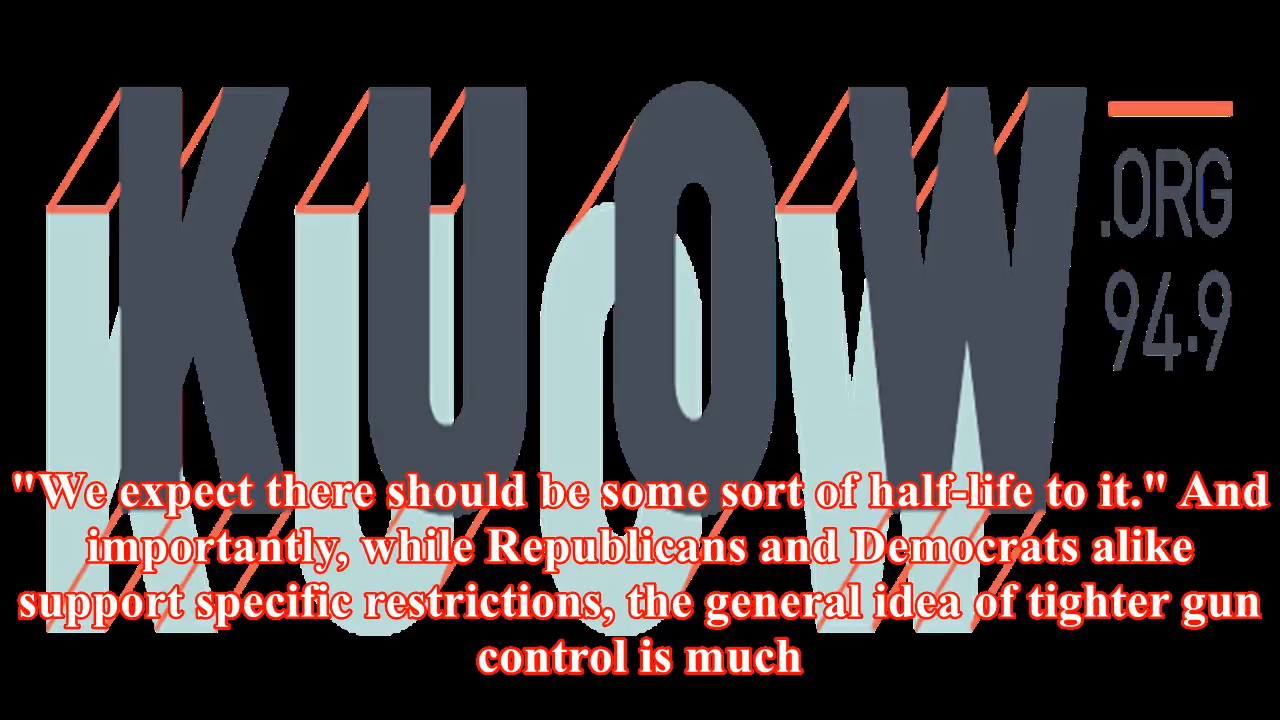 KUOW
.ORG
94.9
"We expect there should be some sort of half-life to it." And
importantly, while Republicans and Democrats alike
support specific restrictions, the general idea of tighter gun
control is much